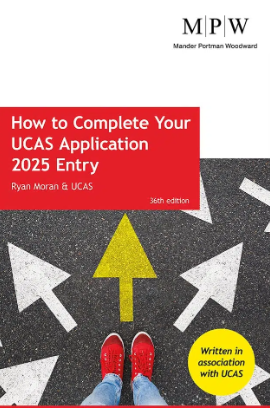 M|P|W
Mander Portman Woodward
How to Complete Your
UCAS Application
2025 Entry
Ryan Moran & UCAS
36th edition
Written in
association
with UCAS